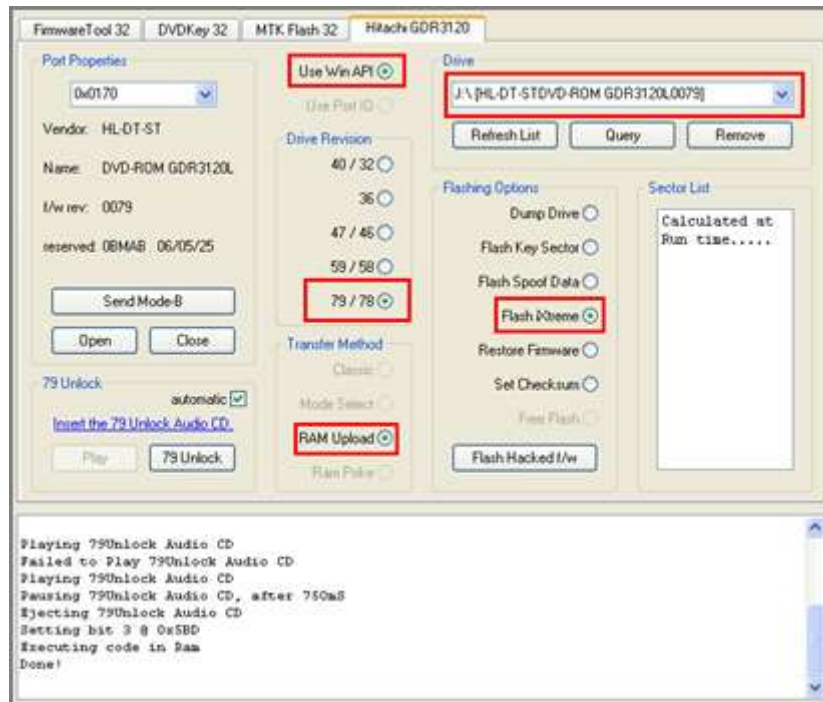 FirmwareTool 32
DVDKey 32
MTK Flash 32
Hitachi GDR3120
Port Properties
0x0170
Vendor: HL-DT-ST
Name: DVD-ROM GDR3120L
f/w rev: 0079
reserved 0BMAB 06/05/25
Send Mode-B
Open
Close
79 Unlock
automatic
Insert the 79 Unlock Audio CD.
Play
79 Unlock
Use Win API
Use Port IO
Drive Revision
40 / 32
36
47 / 46
59 / 58
79 / 78
Transfer Method
Classic
Mode Select
RAM Upload
Ram Poke
Drive
J:\ [HL-DT-STDVD-ROM GDR3120L0079]
Refresh List
Query
Remove
Flashing Options
Dump Drive
Flash Key Sector
Flash Spoof Data
Flash iXtreme
Restore Firmware
Set Checksum
Free Flash
Flash Hacked f/w
Sector List
Calculated at
Run time.....
Playing 79Unlock Audio CD
Failed to Play 79Unlock Audio CD
Playing 79Unlock Audio CD
Pausing 79Unlock Audio CD, after 750mS
Ejecting 79Unlock Audio CD
Setting bit 3 @ 0x5BD
Executing code in Ram
Done!